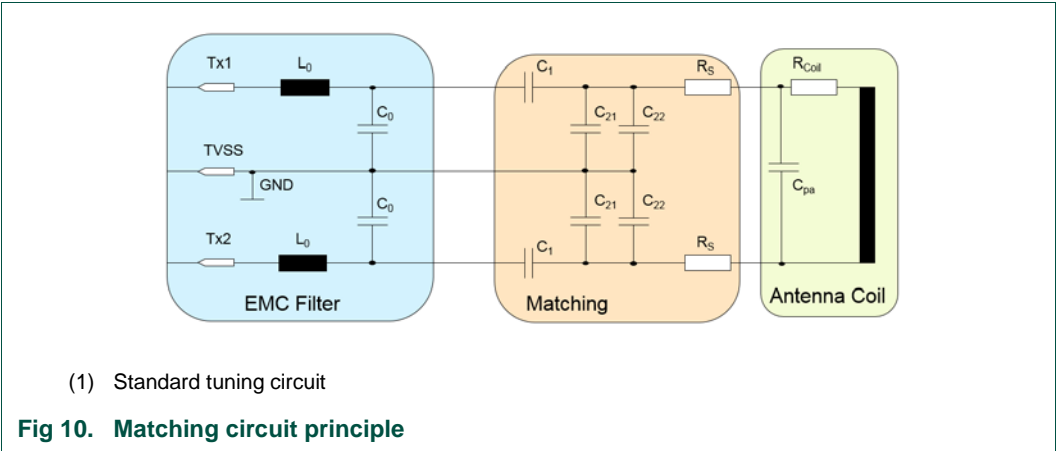 Tx1 L0 C1 RS RCoil
C0 C21 C22
TVSS
GND Cpa
C0 C21 C22
Tx2 L0 C1 RS
EMC Filter Matching Antenna Coil
(1) Standard tuning circuit
Fig 10. Matching circuit principle